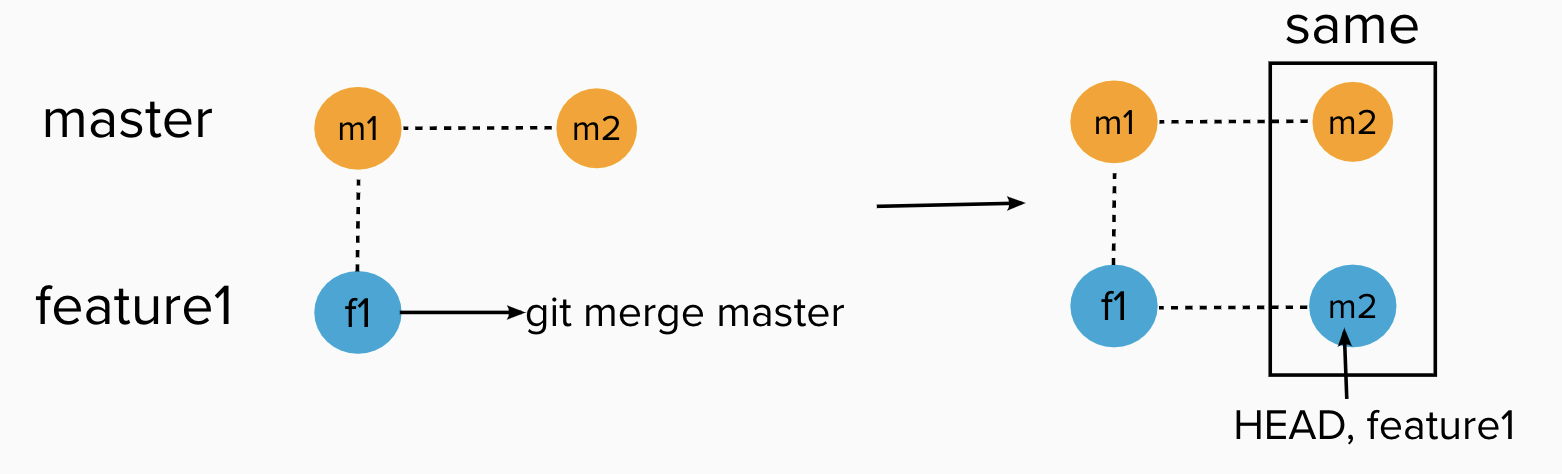 same
master
m1
m2
m1
m2
feature1
f1
git merge master
f1
m2
HEAD, feature1